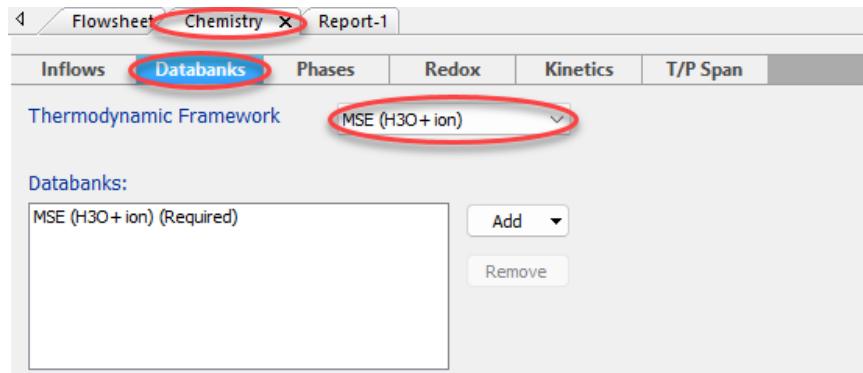 Flowsheet Chemistry X Report-1
Inflows Databanks Phases Redox Kinetics T/P Span
Thermodynamic Framework MSE (H3O+ion)
Databanks:
MSE (H3O+ion) (Required)
Add
Remove